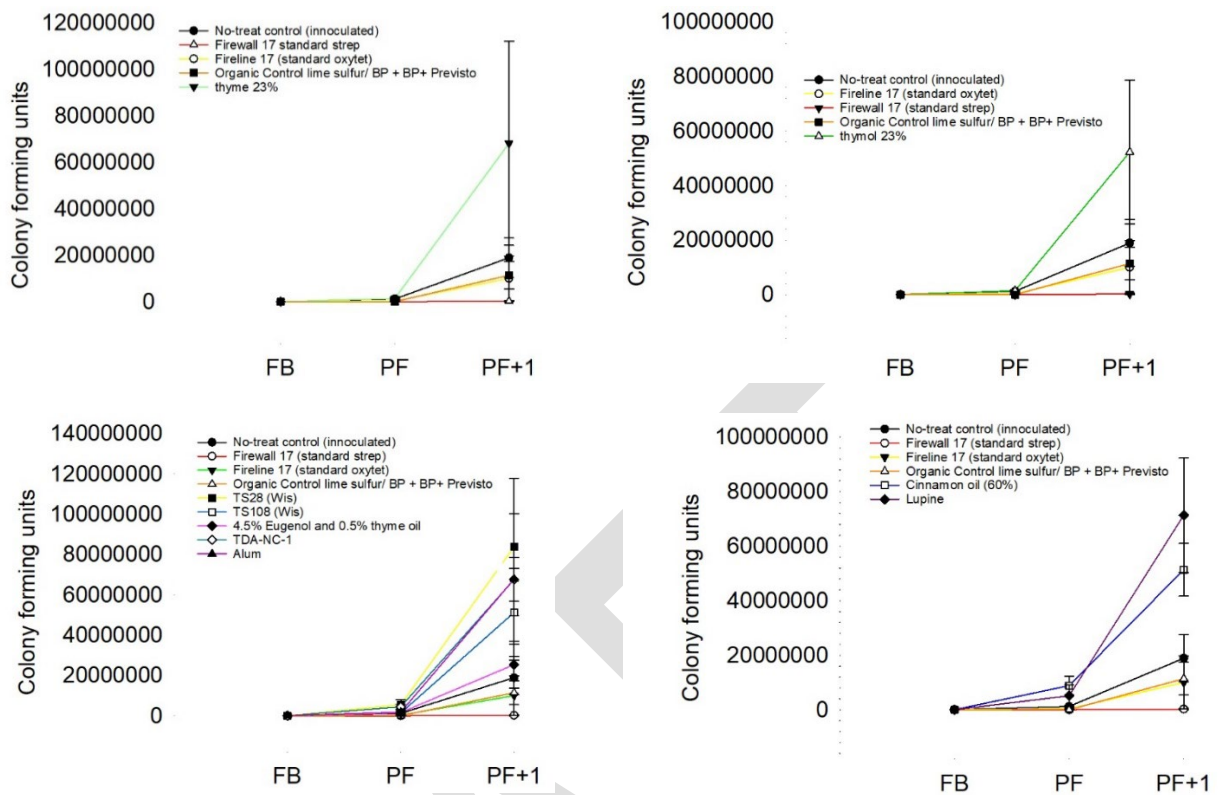 120000000
100000000
80000000
60000000
40000000
20000000
0
Colony forming units
No-treat control (innoculated)
Firewall 17 standard strep
Fireline 17 (standard oxytet)
Organic Control lime sulfur/ BP + BP+ Previsto
thyme 23%
FB PF PF+1
100000000
80000000
60000000
40000000
20000000
0
Colony forming units
No-treat control (innoculated)
Fireline 17 (standard oxytet)
Firewall 17 (standard strep)
Organic Control lime sulfur/ BP + BP+ Previsto
thymol 23%
FB PF PF+1
140000000
120000000
100000000
80000000
60000000
40000000
20000000
0
Colony forming units
No-treat control (innoculated)
Firewall 17 (standard strep)
Fireline 17 (standard oxytet)
Organic Control lime sulfur/ BP + BP+ Previsto
TS28 (Wis)
TS108 (Wis)
4.5% Eugenol and 0.5% thyme oil
TDA-NC-1
Alum
FB PF PF+1
100000000
80000000
60000000
40000000
20000000
0
Colony forming units
No-treat control (innoculated)
Firewall 17 (standard strep)
Fireline 17 (standard oxytet)
Organic Control lime sulfur/ BP + BP+ Previsto
Cinnamon oil (60%)
Lupine
FB PF PF+1